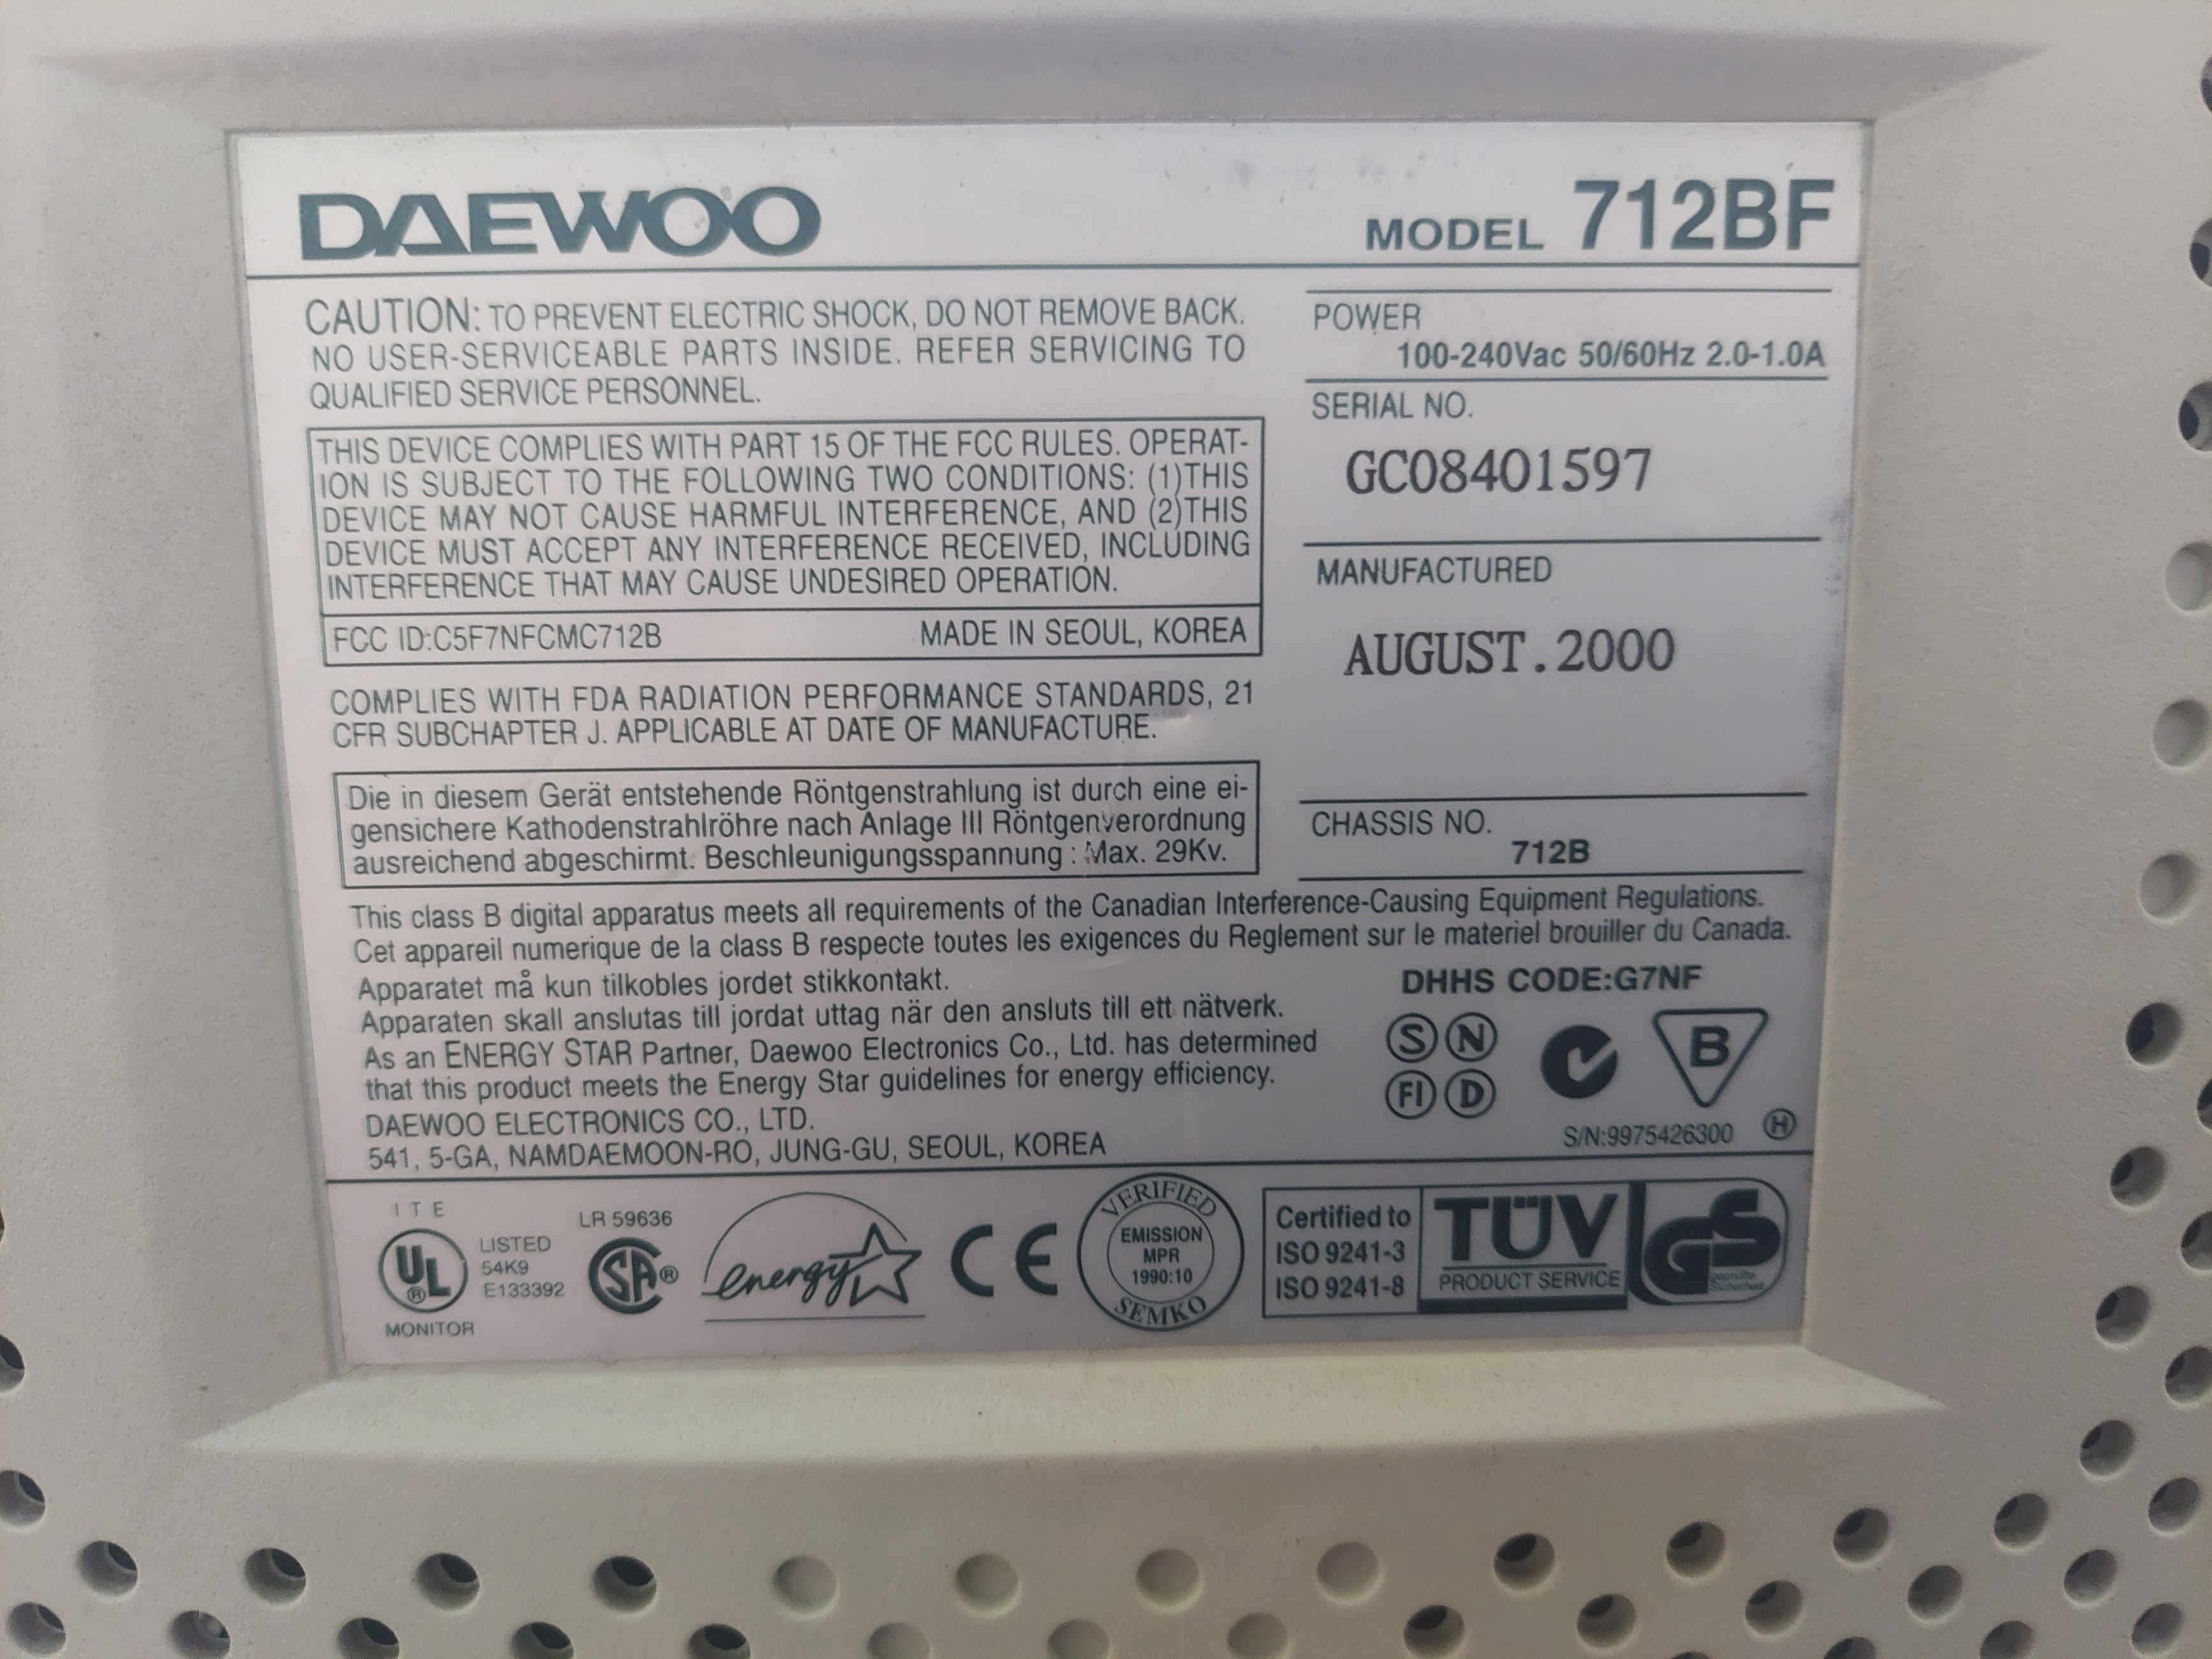 DAEWOO
MODEL 712BF
CAUTION: TO PREVENT ELECTRIC SHOCK, DO NOT REMOVE BACK.
NO USER-SERVICEABLE PARTS INSIDE. REFER SERVICING TO
QUALIFIED SERVICE PERSONNEL.
THIS DEVICE COMPLIES WITH PART 15 OF THE FCC RULES. OPERAT-
ION IS SUBJECT TO THE FOLLOWING TWO CONDITIONS: (1)THIS
DEVICE MAY NOT CAUSE HARMFUL INTERFERENCE, AND (2)THIS
DEVICE MUST ACCEPT ANY INTERFERENCE RECEIVED, INCLUDING
INTERFERENCE THAT MAY CAUSE UNDESIRED OPERATION.
FCC ID:C5F7NFCMC712B MADE IN SEOUL, KOREA
COMPLIES WITH FDA RADIATION PERFORMANCE STANDARDS, 21
CFR SUBCHAPTER J. APPLICABLE AT DATE OF MANUFACTURE.
Die in diesem Gerät entstehende Röntgenstrahlung ist durch eine ei-
gensichere Kathodenstrahlröhre nach Anlage III Röntgenverordnung
ausreichend abgeschirmt. Beschleunigungsspannung : Max. 29Kv.
POWER
100-240Vac 50/60Hz 2.0-1.0A
SERIAL NO.
GC08401597
MANUFACTURED
AUGUST.2000
CHASSIS NO.
712B
This class B digital apparatus meets all requirements of the Canadian Interference-Causing Equipment Regulations.
Cet appareil numerique de la class B respecte toutes les exigences du Reglement sur le materiel brouiller du Canada.
Apparatet må kun tilkobles jordet stikkontakt.
Apparaten skall anslutas till jordat uttag när den ansluts till ett nätverk.
As an ENERGY STAR Partner, Daewoo Electronics Co., Ltd. has determined
that this product meets the Energy Star guidelines for energy efficiency.
DAEWOO ELECTRONICS CO., LTD.
541, 5-GA, NAMDAEMOON-RO, JUNG-GU, SEOUL, KOREA
DHHS CODE:G7NF
S N
FI D
B
S/N:9975426300 H
ITE
UL ®
LISTED
54K9
E133392
MONITOR
LR 59636
SA ®
energy
CE
VERIFIED
EMISSION
MPR
1990:10
SEMKO
Certified to
ISO 9241-3
ISO 9241-8
TÜV
PRODUCT SERVICE
GS
geprüfte
Sicherheit